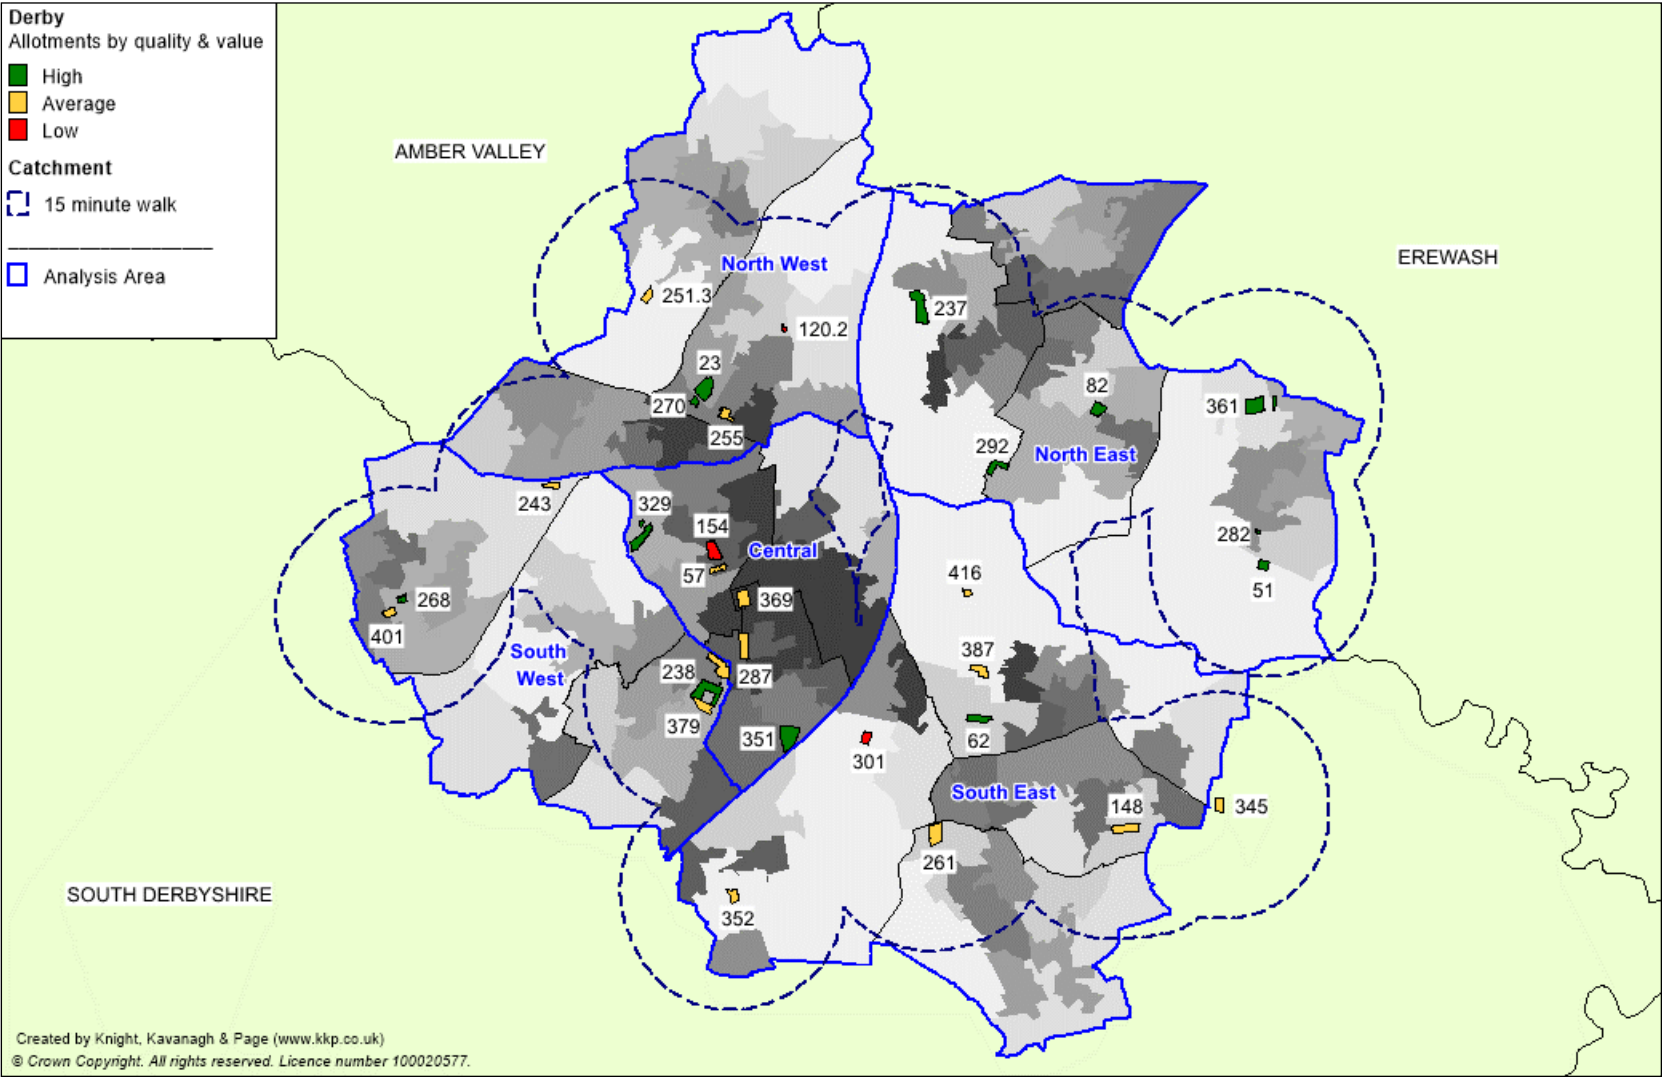 Derby
Allotments by quality & value
High
Average
Low
Catchment
15 minute walk
Analysis Area
AMBER VALLEY
EREWASH
North West
251.3
120.2
237
23
82
270
361
255
292
North East
243
329
154
282
Central
57
416
51
369
268
401
387
South
West
238
287
379
351
62
301
South East
148
345
261
SOUTH DERBYSHIRE
352
Created by Knight, Kavanagh & Page (www.kkp.co.uk)
© Crown Copyright. All rights reserved. Licence number 100020577.